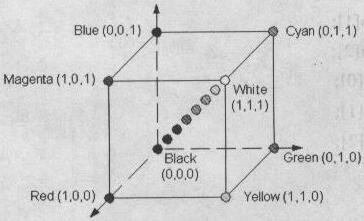 Blue (0,0,1)
Cyan (0,1,1)
Magenta (1,0,1)
White
(1,1,1)
Black
(0,0,0)
Green (0,1,0)
Red (1,0,0)
Yellow (1,1,0)